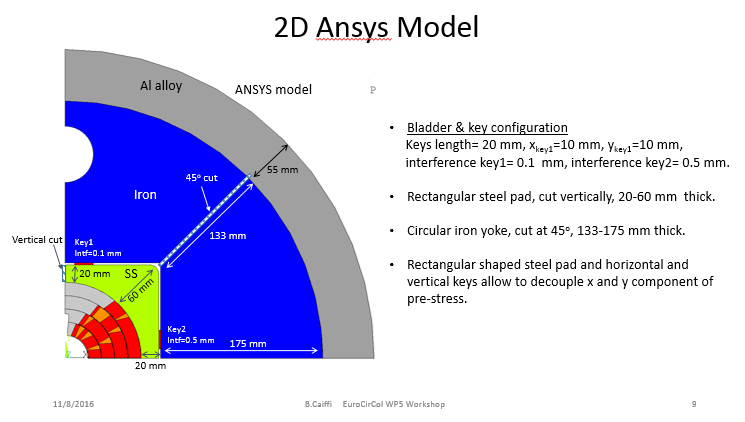 2D Ansys Model
Al alloy
ANSYS model
P
45° cut
55 mm
Iron
133 mm
Vertical cut
Key1
Intf=0.1 mm
20 mm
SS
60 mm
Key2
Intf=0.5 mm
175 mm
20 mm
• Bladder & key configuration
Keys length= 20 mm, xkey1=10 mm, ykey1=10 mm,
interference key1= 0.1 mm, interference key2= 0.5 mm.
• Rectangular steel pad, cut vertically, 20-60 mm thick.
• Circular iron yoke, cut at 45°, 133-175 mm thick.
• Rectangular shaped steel pad and horizontal and
vertical keys allow to decouple x and y component of
pre-stress.
11/8/2016
B.Caiffi EuroCirCol WP5 Workshop
9